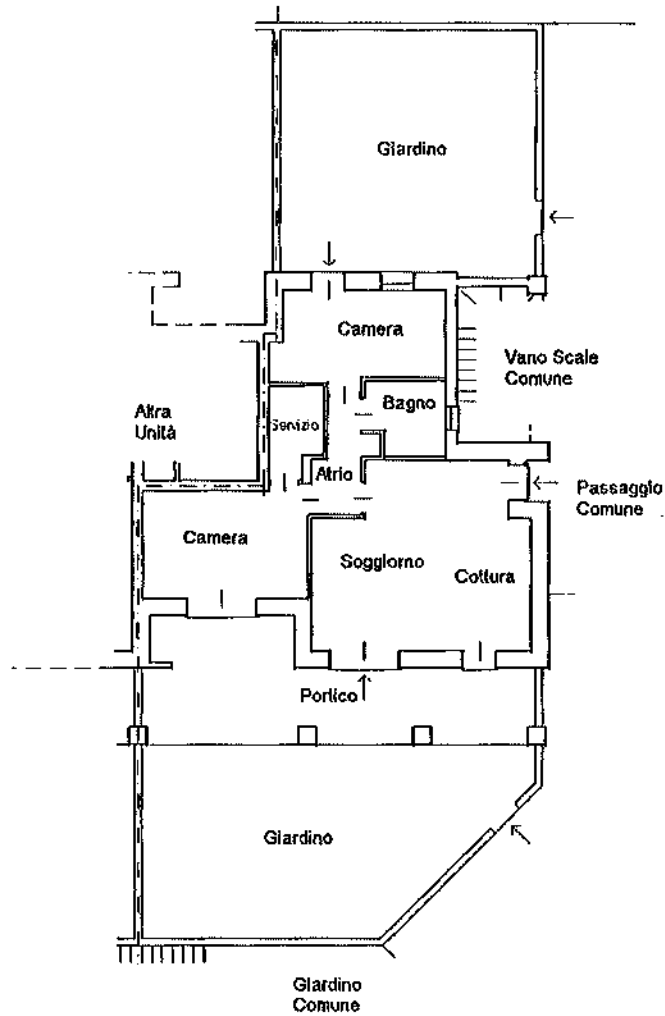 Giardino
Camera
Vano Scale
Comune
Bagno
Altra
Unità
Servizio
Atrio
Passaggio
Comune
Camera
Soggiorno
Cottura
Portico
Giardino
Giardino
Comune